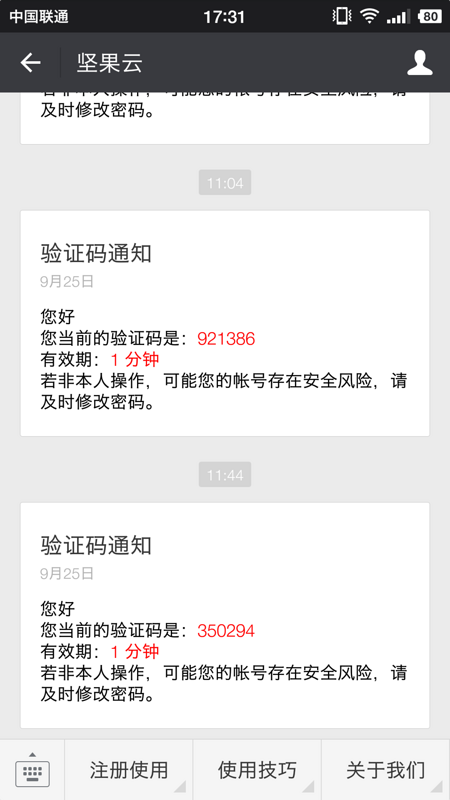 中国联通 17:31 80
坚果云
及时修改密码。
11:04
验证码通知
9月25日
您好
您当前的验证码是：921386
有效期：1 分钟
若非本人操作，可能您的帐号存在安全风险，请
及时修改密码。
11:44
验证码通知
9月25日
您好
您当前的验证码是：350294
有效期：1 分钟
若非本人操作，可能您的帐号存在安全风险，请
及时修改密码。
注册使用 使用技巧 关于我们